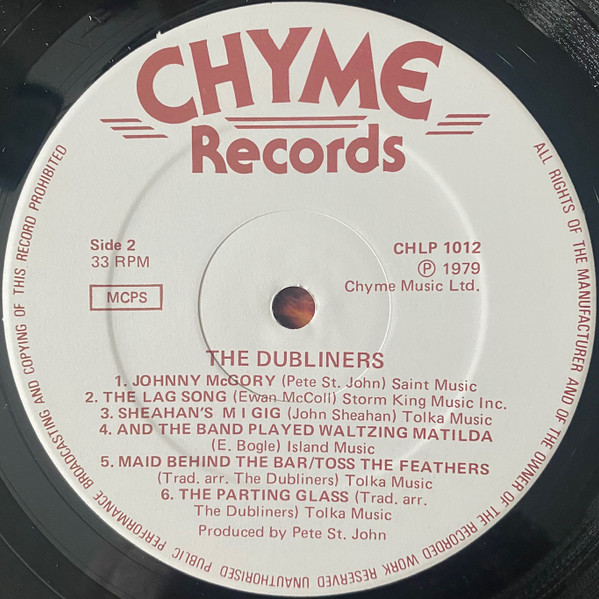 CHYME
Records
Side 2
33 RPM
MCPS
CHLP 1012
Ⓟ 1979
Chyme Music Ltd.
THE DUBLINERS
1. JOHNNY McGORY (Pete St. John) Saint Music
2. THE LAG SONG (Ewan McColl) Storm King Music Inc.
3. SHEAHAN'S M I GIG (John Sheahan) Tolka Music
4. AND THE BAND PLAYED WALTZING MATILDA
(E. Bogle) Island Music
5. MAID BEHIND THE BAR/TOSS THE FEATHERS
(Trad. arr. The Dubliners) Tolka Music
6. THE PARTING GLASS (Trad. arr.
The Dubliners) Tolka Music
Produced by Pete St. John
ALL RIGHTS OF THE MANUFACTURER AND OF THE OWNER OF THE RECORDED WORK RESERVED UNAUTHORISED PUBLIC PERFORMANCE BROADCASTING AND COPYING OF THIS RECORD PROHIBITED